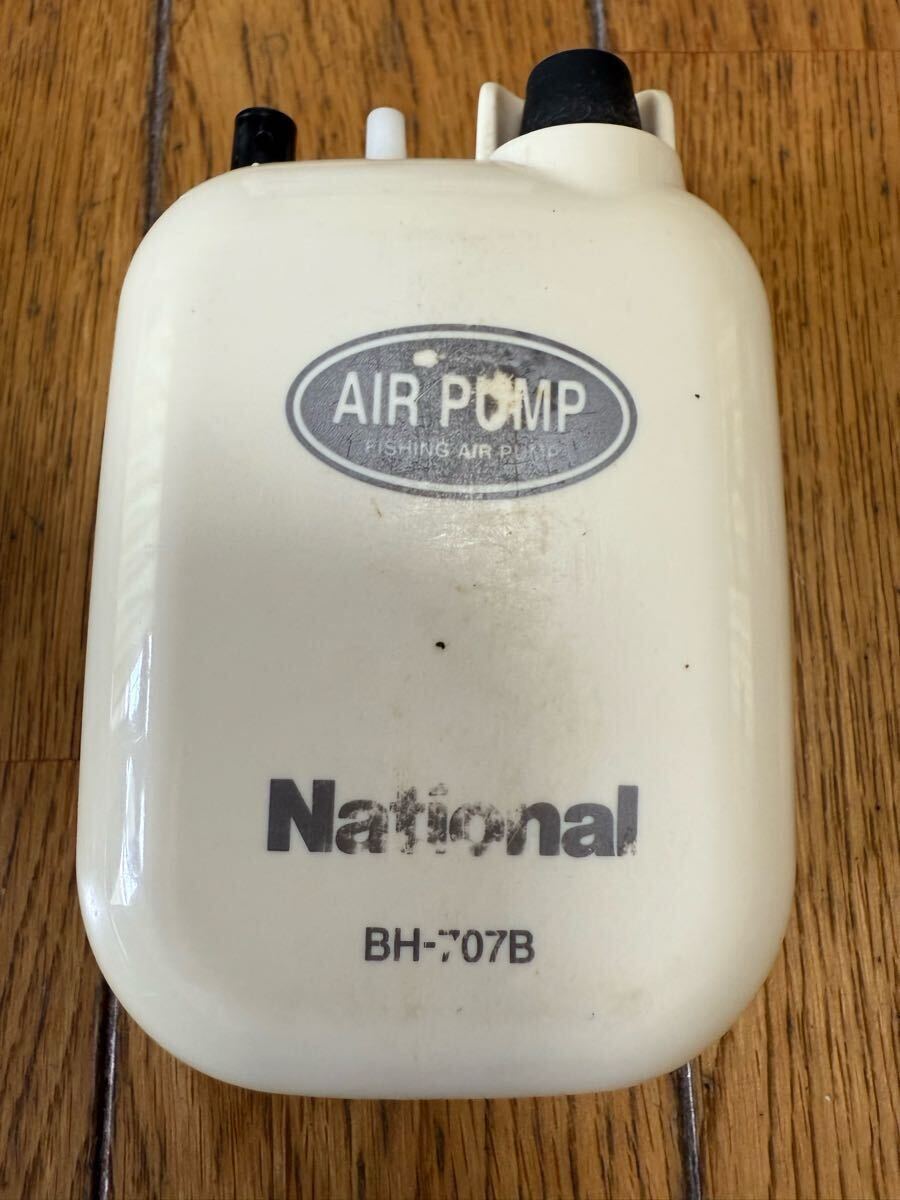 AIR PUMP
FISHING AIR PUMP
National
BH-707B